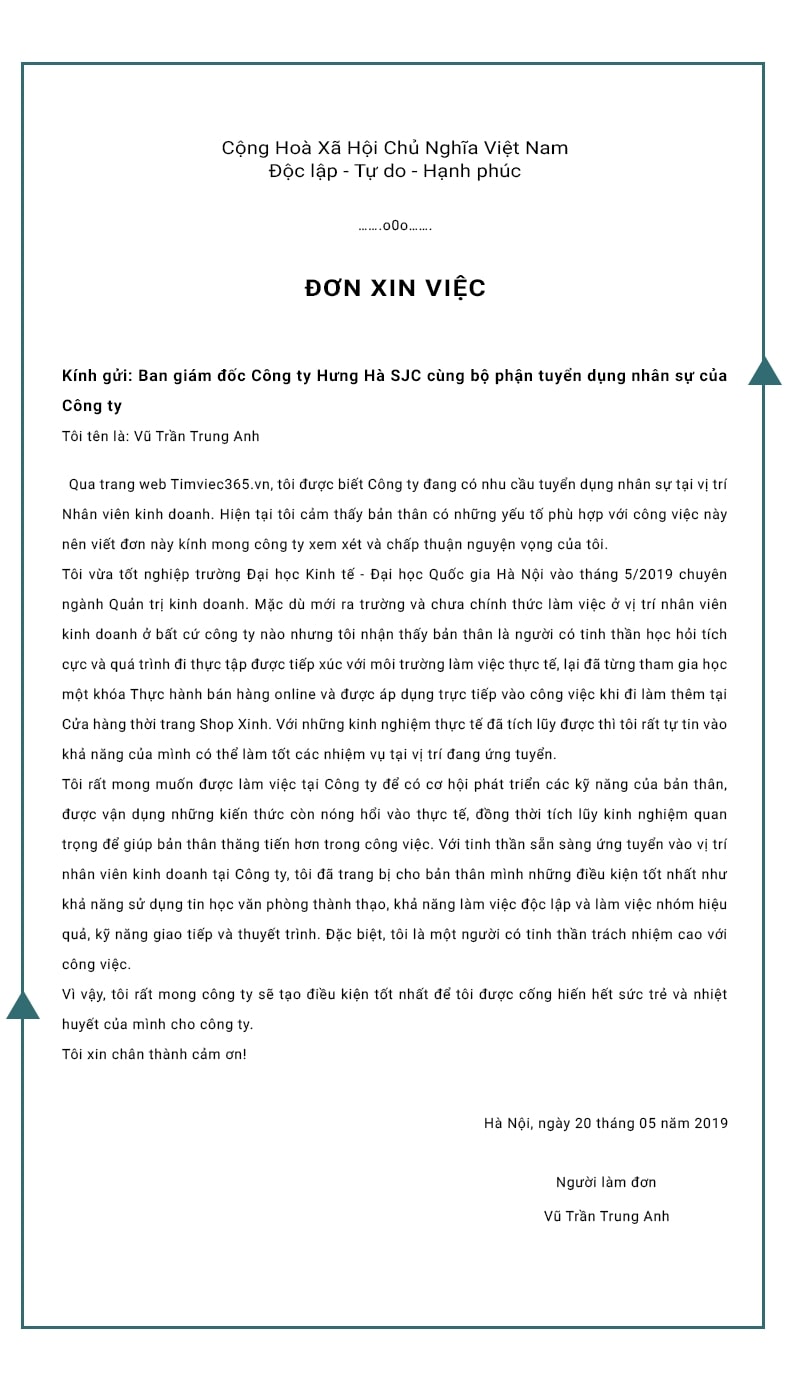 Cộng Hoà Xã Hội Chủ Nghĩa Việt Nam
Độc lập - Tự do - Hạnh phúc
…….o0o…….
ĐƠN XIN VIỆC
Kính gửi: Ban giám đốc Công ty Hưng Hà SJC cùng bộ phận tuyển dụng nhân sự của
Công ty
Tôi tên là: Vũ Trần Trung Anh
Qua trang web Timviec365.vn, tôi được biết Công ty đang có nhu cầu tuyển dụng nhân sự tại vị trí
Nhân viên kinh doanh. Hiện tại tôi cảm thấy bản thân có những yếu tố phù hợp với công việc này
nên viết đơn này kính mong công ty xem xét và chấp thuận nguyện vọng của tôi.
Tôi vừa tốt nghiệp trường Đại học Kinh tế - Đại học Quốc gia Hà Nội vào tháng 5/2019 chuyên
ngành Quản trị kinh doanh. Mặc dù mới ra trường và chưa chính thức làm việc ở vị trí nhân viên
kinh doanh ở bất cứ công ty nào nhưng tôi nhận thấy bản thân là người có tinh thần học hỏi tích
cực và quá trình đi thực tập được tiếp xúc với môi trường làm việc thực tế, lại đã từng tham gia học
một khóa Thực hành bán hàng online và được áp dụng trực tiếp vào công việc khi đi làm thêm tại
Cửa hàng thời trang Shop Xinh. Với những kinh nghiệm thực tế đã tích lũy được thì tôi rất tự tin vào
khả năng của mình có thể làm tốt các nhiệm vụ tại vị trí đang ứng tuyển.
Tôi rất mong muốn được làm việc tại Công ty để có cơ hội phát triển các kỹ năng của bản thân,
được vận dụng những kiến thức còn nóng hổi vào thực tế, đồng thời tích lũy kinh nghiệm quan
trọng để giúp bản thân thăng tiến hơn trong công việc. Với tinh thần sẵn sàng ứng tuyển vào vị trí
nhân viên kinh doanh tại Công ty, tôi đã trang bị cho bản thân mình những điều kiện tốt nhất như
khả năng sử dụng tin học văn phòng thành thạo, khả năng làm việc độc lập và làm việc nhóm hiệu
quả, kỹ năng giao tiếp và thuyết trình. Đặc biệt, tôi là một người có tinh thần trách nhiệm cao với
công việc.
Vì vậy, tôi rất mong công ty sẽ tạo điều kiện tốt nhất để tôi được cống hiến hết sức trẻ và nhiệt
huyết của mình cho công ty.
Tôi xin chân thành cảm ơn!
Hà Nội, ngày 20 tháng 05 năm 2019
Người làm đơn
Vũ Trần Trung Anh